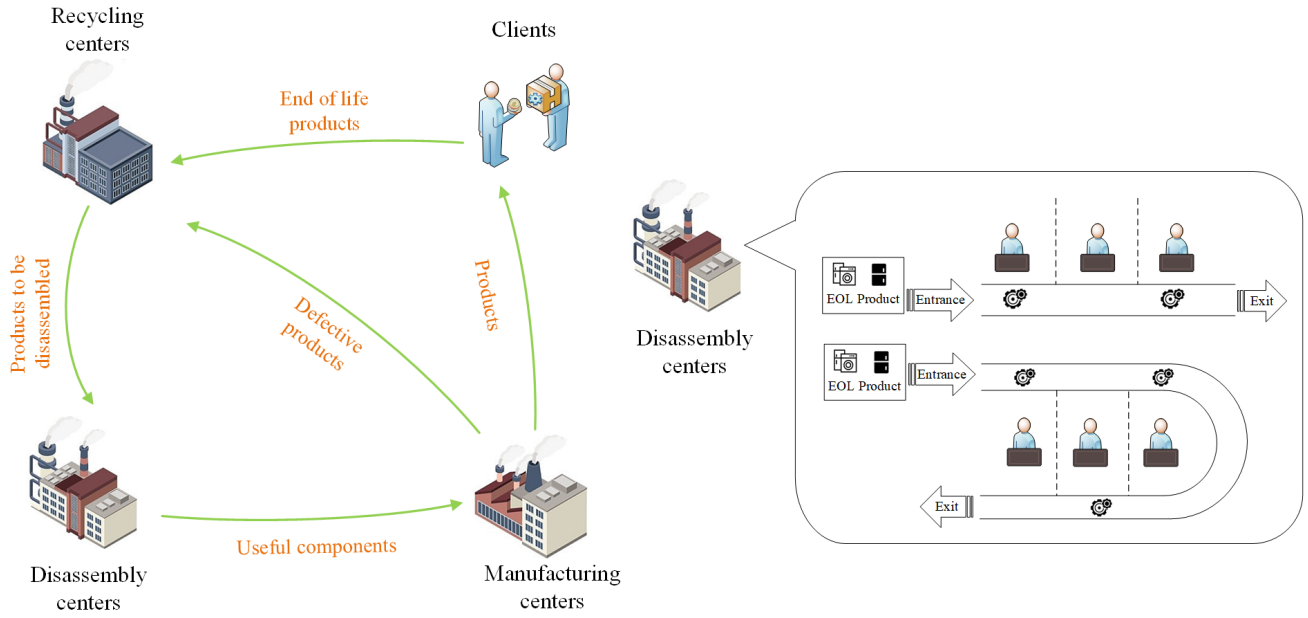 Recycling
centers
Clients
End of life
products
Products to be
disassembled
Defective
products
Products
Useful components
Disassembly
centers
Manufacturing
centers
Disassembly
centers
EOL Product
Entrance
Exit
EOL Product
Entrance
Exit